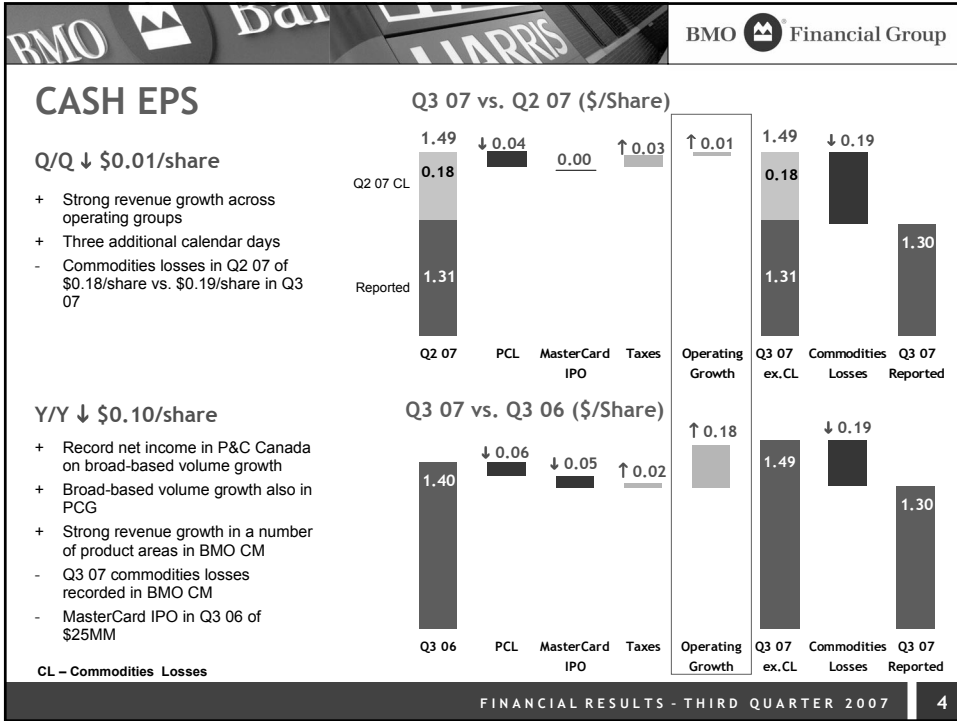 BMO
HARRIS
BMO Financial Group
CASH EPS
Q/Q ↓ $0.01/share
+ Strong revenue growth across
operating groups
+ Three additional calendar days
- Commodities losses in Q2 07 of
$0.18/share vs. $0.19/share in Q3
07
Q3 07 vs. Q2 07 ($/Share)
1.49
↓ 0.04
0.00
↑ 0.03
↑ 0.01
1.49
↓ 0.19
Q2 07 CL
0.18
0.18
Reported
1.31
1.31
1.30
Q2 07 PCL MasterCard Taxes Operating Q3 07 Commodities Q3 07
IPO Growth ex.CL Losses Reported
Y/Y ↓ $0.10/share
+ Record net income in P&C Canada
on broad-based volume growth
+ Broad-based volume growth also in
PCG
+ Strong revenue growth in a number
of product areas in BMO CM
- Q3 07 commodities losses
recorded in BMO CM
- MasterCard IPO in Q3 06 of
$25MM
CL – Commodities Losses
Q3 07 vs. Q3 06 ($/Share)
1.40
↓ 0.06
↓ 0.05
↑ 0.02
↑ 0.18
1.49
↓ 0.19
1.30
Q3 06 PCL MasterCard Taxes Operating Q3 07 Commodities Q3 07
IPO Growth ex.CL Losses Reported
FINANCIAL RESULTS - THIRD QUARTER 2007 4